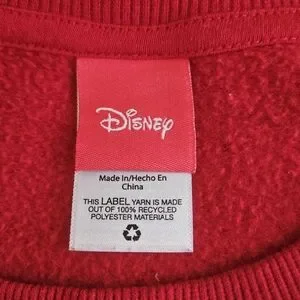 Disney
Made In/Hecho En
China
THIS LABEL YARN IS MADE
OUT OF 100% RECYCLED
POLYESTER MATERIALS